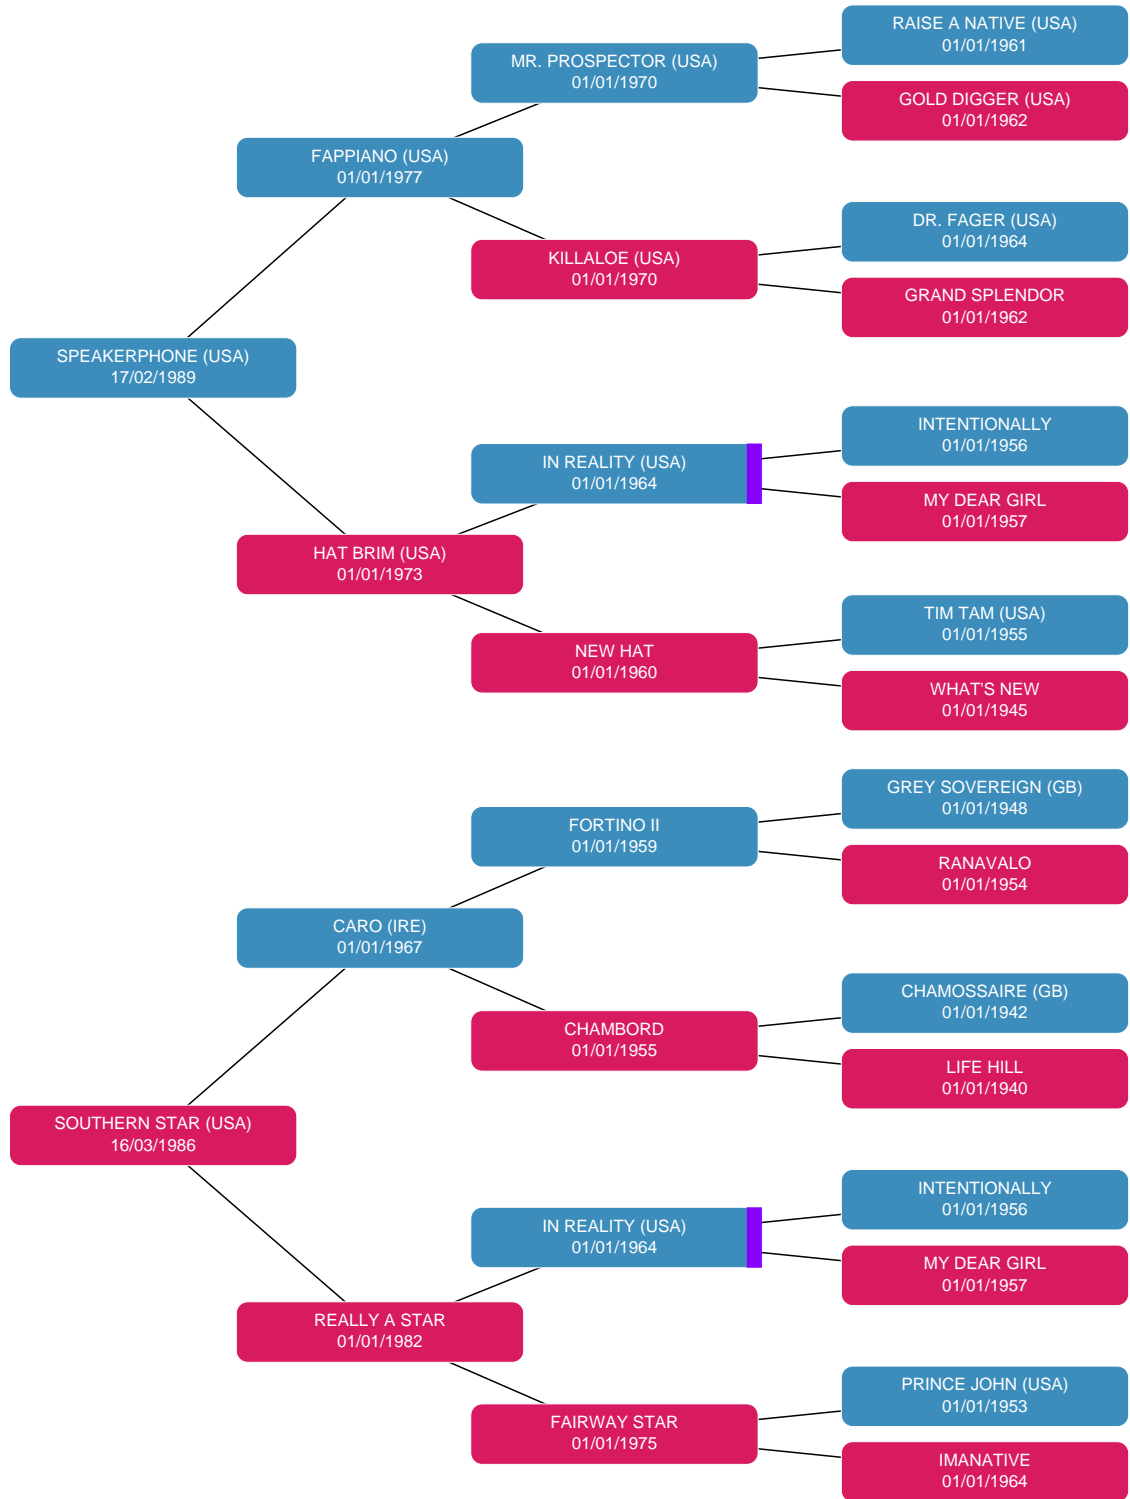 RAISE A NATIVE (USA)
01/01/1961
MR. PROSPECTOR (USA)
01/01/1970
GOLD DIGGER (USA)
01/01/1962
FAPPIANO (USA)
01/01/1977
DR. FAGER (USA)
01/01/1964
KILLALOE (USA)
01/01/1970
GRAND SPLENDOR
01/01/1962
SPEAKERPHONE (USA)
17/02/1989
INTENTIONALLY
01/01/1956
IN REALITY (USA)
01/01/1964
MY DEAR GIRL
01/01/1957
HAT BRIM (USA)
01/01/1973
TIM TAM (USA)
01/01/1955
NEW HAT
01/01/1960
WHAT'S NEW
01/01/1945
GREY SOVEREIGN (GB)
01/01/1948
FORTINO II
01/01/1959
RANAVALO
01/01/1954
CARO (IRE)
01/01/1967
CHAMOSSAIRE (GB)
01/01/1942
CHAMBORD
01/01/1955
LIFE HILL
01/01/1940
SOUTHERN STAR (USA)
16/03/1986
INTENTIONALLY
01/01/1956
IN REALITY (USA)
01/01/1964
MY DEAR GIRL
01/01/1957
REALLY A STAR
01/01/1982
PRINCE JOHN (USA)
01/01/1953
FAIRWAY STAR
01/01/1975
IMANATIVE
01/01/1964